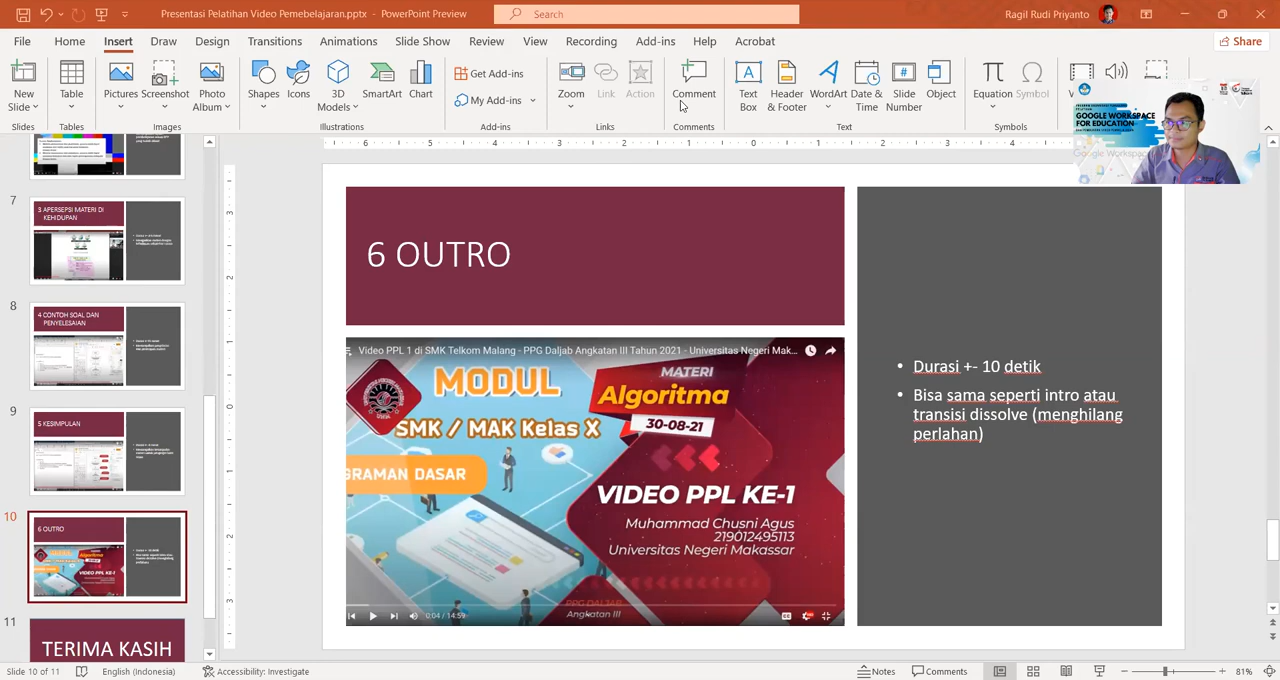 Presentasi Pelatihan Video Pemebelajaran.pptx - PowerPoint Preview
Search
Ragil Rudi Priyanto
File Home Insert Draw Design Transitions Animations Slide Show Review View Recording Add-ins Help Acrobat
Share
New Slide
Table
Pictures
Screenshot
Photo Album
Shapes
Icons
3D Models
SmartArt
Chart
Get Add-ins
My Add-ins
Zoom
Link
Action
Comment
Text Box
Header & Footer
WordArt
Date & Time
Slide Number
Object
Equation
Symbol
Slides
Tables
Images
Illustrations
Add-ins
Links
Comments
Text
Symbols
GOOGLE WORKSPACE
FOR EDUCATION
7
3 APERSEPSI MATERI DI
KEHIDUPAN
8
4 CONTOH SOAL DAN
PENYELESAIAN
9
5 KESIMPULAN
10
6 OUTRO
11
TERIMA KASIH
6 OUTRO
Video PPL 1 di SMK Telkom Malang - PPG Daljab Angkatan III Tahun 2021 - Universitas Negeri Mak...
MODUL
SMK / MAK Kelas X
GRAMAN DASAR
MATERI
Algoritma
30-08-21
VIDEO PPL KE-1
Muhammad Chusni Agus
219012495113
Universitas Negeri Makassar
PPG DALJAB
Angkatan III
0:04 / 14:59
• Durasi +- 10 detik
• Bisa sama seperti intro atau
transisi dissolve (menghilang
perlahan)
Slide 10 of 11
English (Indonesia)
Accessibility: Investigate
Notes
Comments
81%